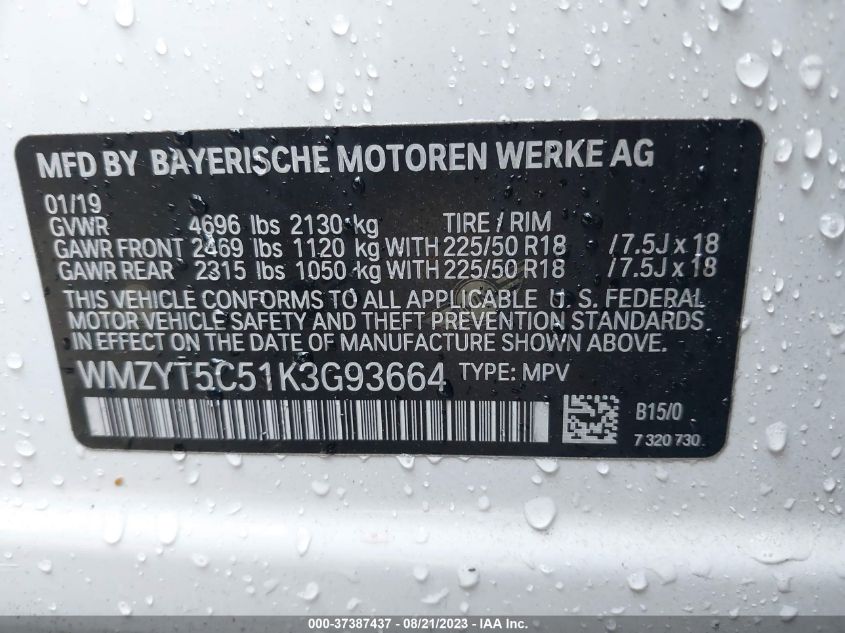 MFD BY BAYERISCHE MOTOREN WERKE AG
01/19
GVWR 4696 lbs 2130 kg TIRE / RIM
GAWR FRONT 2469 lbs 1120 kg WITH 225/50 R18 / 7.5J x 18
GAWR REAR 2315 lbs 1050 kg WITH 225/50 R18 / 7.5J x 18
THIS VEHICLE CONFORMS TO ALL APPLICABLE U. S. FEDERAL
MOTOR VEHICLE SAFETY AND THEFT PREVENTION STANDARDS
IN EFFECT ON THE DATE OF MANUFACTURE SHOWN ABOVE.
WMZYT5C51K3G93664 TYPE: MPV
B15/0
7 320 730
000-37387437 - 08/21/2023 - IAA Inc.